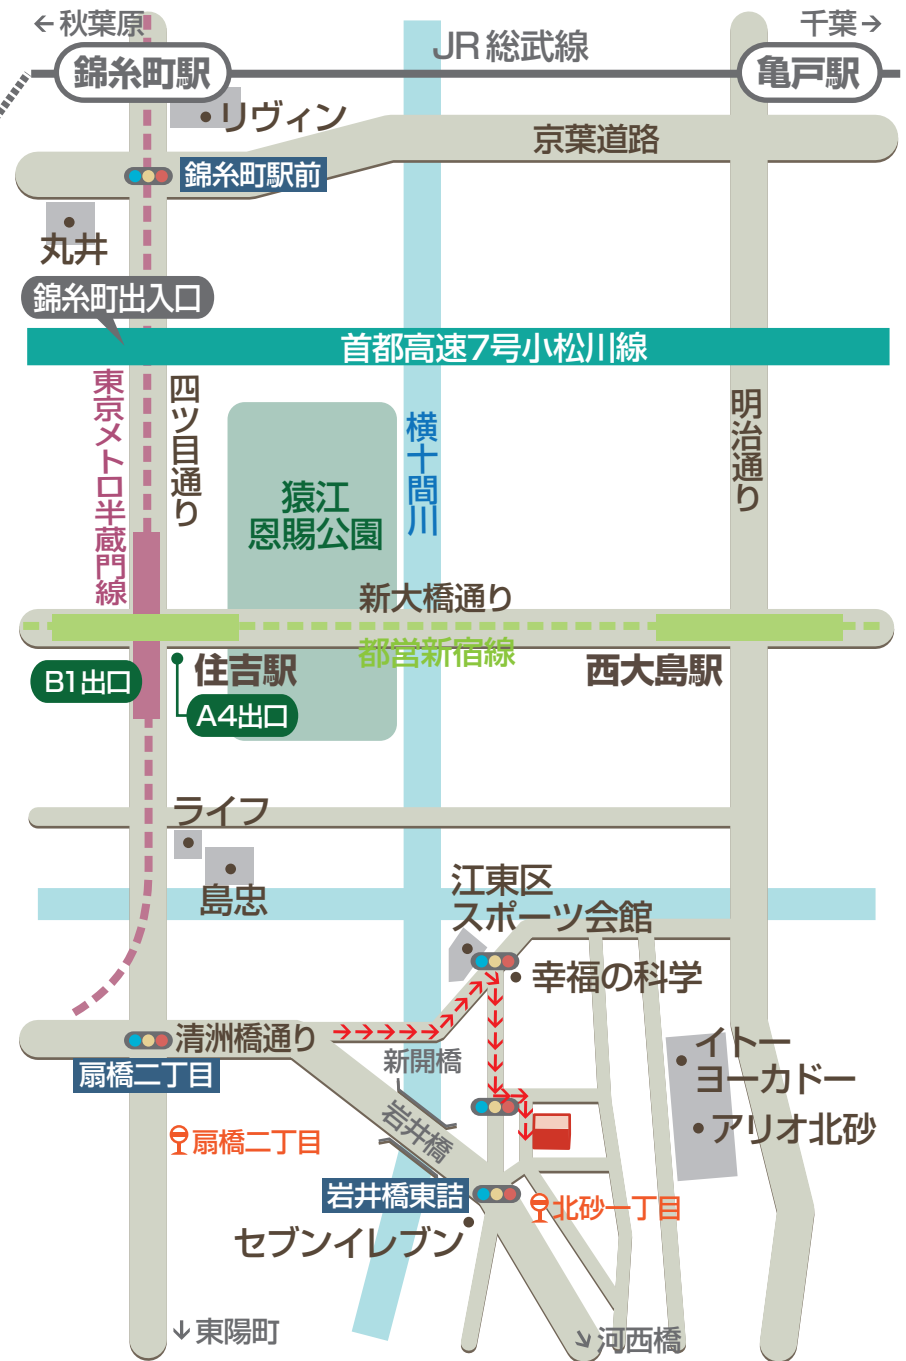 ←秋葉原
千葉→
JR 総武線
錦糸町駅
亀戸駅
リヴィン
京葉道路
錦糸町駅前
丸井
錦糸町出入口
首都高速7号小松川線
東京メトロ半蔵門線
四ツ目通り
横十間川
明治通り
猿江
恩賜公園
新大橋通り
都営新宿線
住吉駅
西大島駅
B1出口
A4出口
ライフ
島忠
江東区
スポーツ会館
幸福の科学
清洲橋通り
新開橋
扇橋二丁目
イトー
ヨーカドー
アリオ北砂
岩井橋
扇橋二丁目
岩井橋東詰
北砂一丁目
セブンイレブン
↓東陽町
↘河西橋